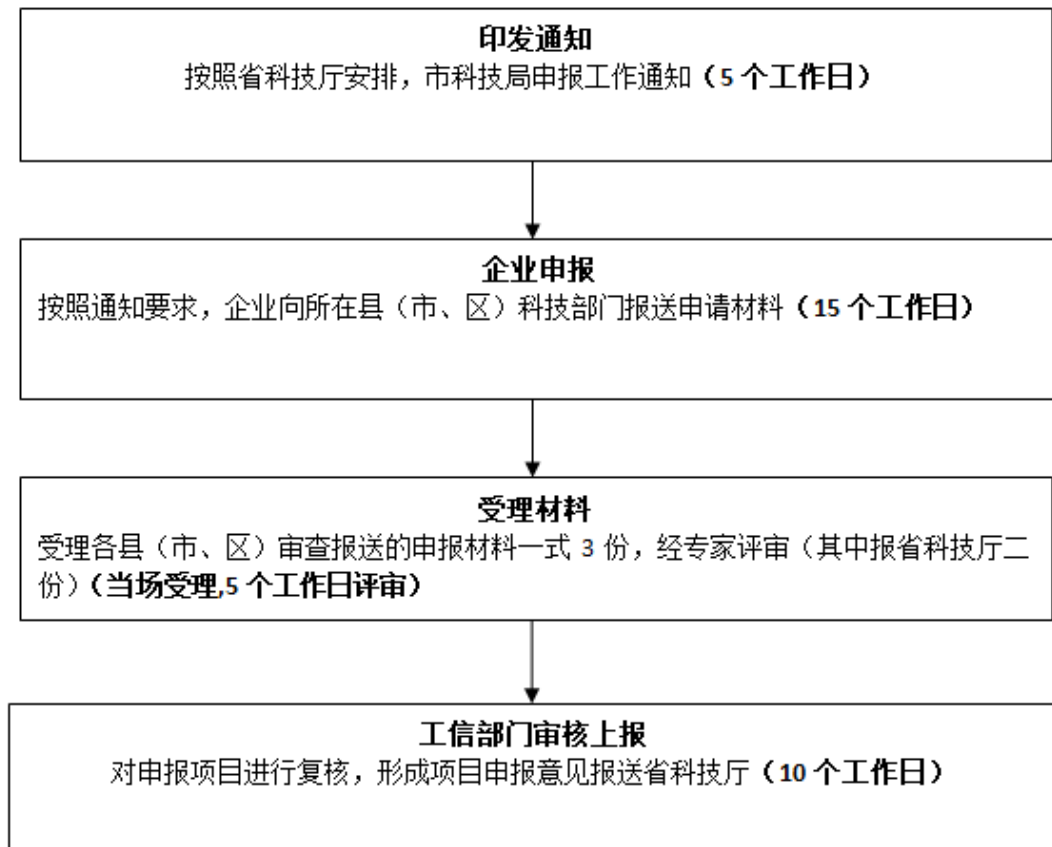 印发通知
按照省科技厅安排，市科技局申报工作通知（5 个工作日）
企业申报
按照通知要求，企业向所在县（市、区）科技部门报送申请材料（15 个工作日）
受理材料
受理各县（市、区）审查报送的申报材料一式 3 份，经专家评审（其中报省科技厅二
份）（当场受理,5 个工作日评审）
工信部门审核上报
对申报项目进行复核，形成项目申报意见报送省科技厅（10 个工作日）